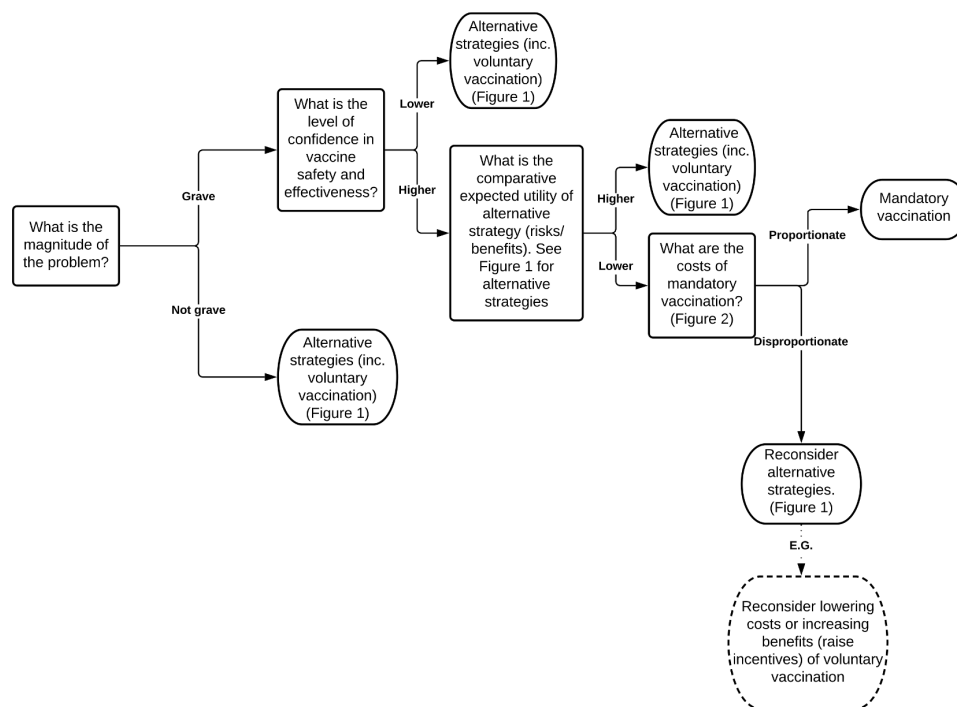 What is the
magnitude of
the problem?
Grave
Not grave
What is the
level of
confidence in
vaccine
safety and
effectiveness?
Alternative
strategies (inc.
voluntary
vaccination)
(Figure 1)
Lower
Higher
Alternative
strategies (inc.
voluntary
vaccination)
(Figure 1)
What is the
comparative
expected utility of
alternative
strategy (risks/
benefits). See
Figure 1 for
alternative
strategies
Higher
Lower
Alternative
strategies (inc.
voluntary
vaccination)
(Figure 1)
What are the
costs of
mandatory
vaccination?
(Figure 2)
Proportionate
Disproportionate
Mandatory
vaccination
Reconsider
alternative
strategies.
(Figure 1)
E.G.
Reconsider lowering
costs or increasing
benefits (raise
incentives) of voluntary
vaccination